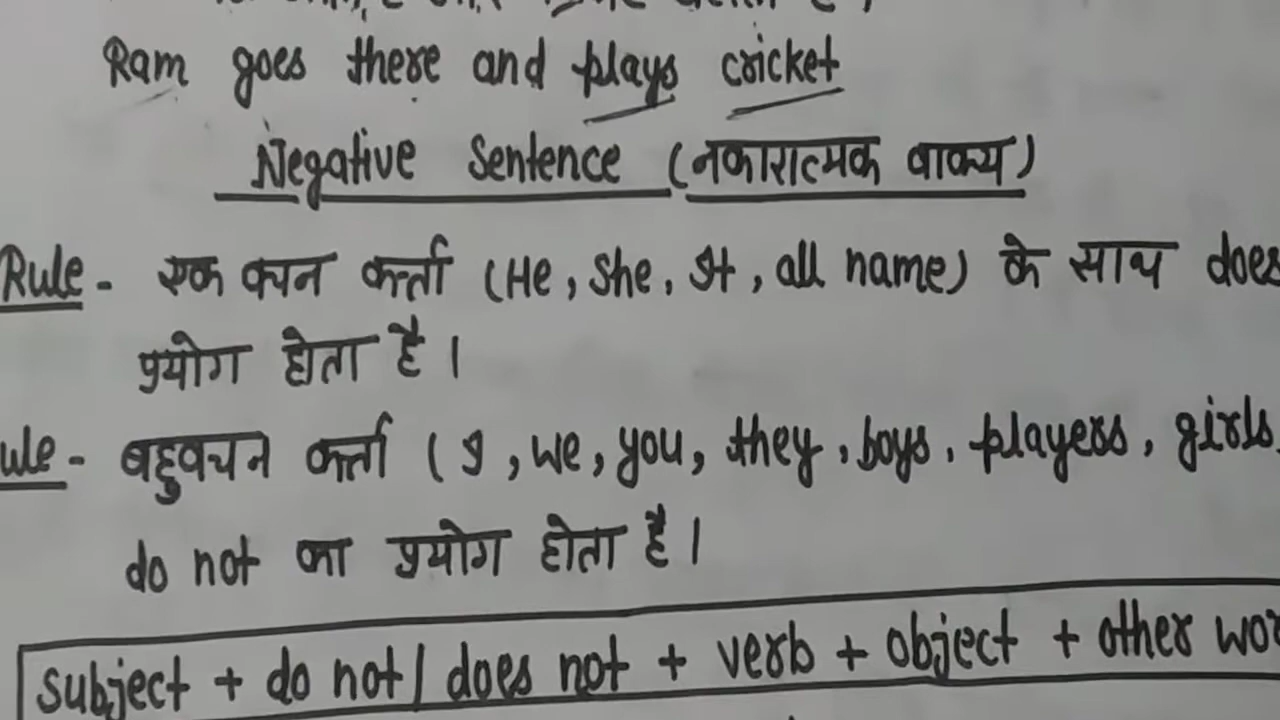 Ram goes there and plays cricket
Negative Sentence (नकारात्मक वाक्य)
Rule - एक वचन कर्त्ता (He, She, It, all name) के साथ does
प्रयोग होता है।
ule - बहुवचन कर्त्ता (I, we, you, they, boys, players, girls,
do not का प्रयोग होता है।
subject + do not / does not + verb + object + other wor